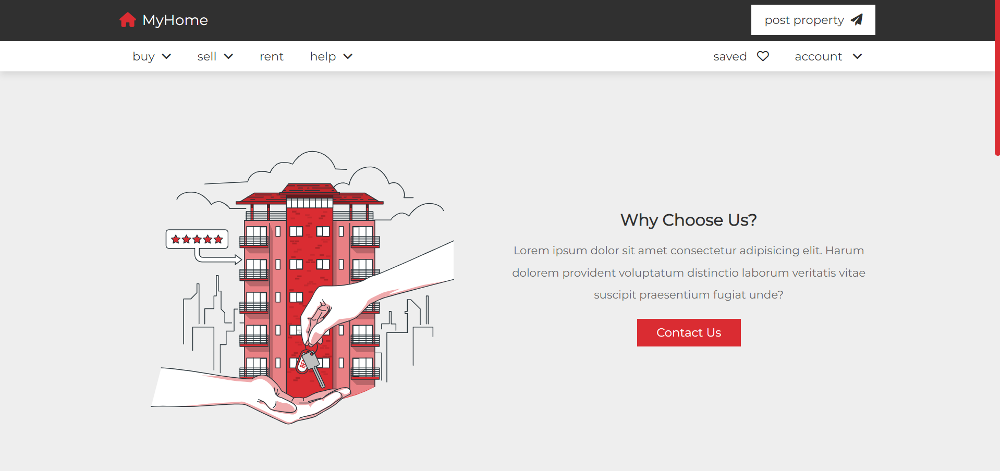 MyHome
post property
buy sell rent help saved account
Why Choose Us?
Lorem ipsum dolor sit amet consectetur adipisicing elit. Harum
dolorem provident voluptatum distinctio laborum veritatis vitae
suscipit praesentium fugiat unde?
Contact Us